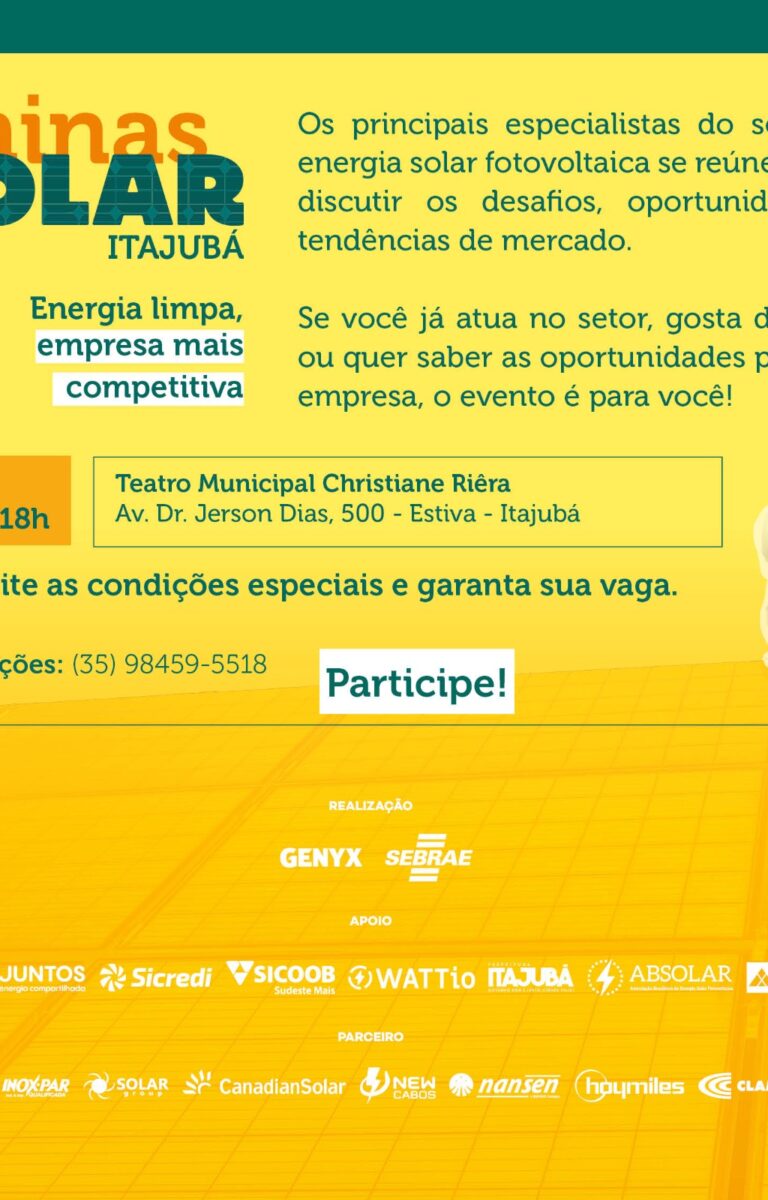 minas
OLAR
ITAJUBÁ
Energia limpa,
empresa mais
competitiva
Os principais especialistas do
energia solar fotovoltaica se
discutir os desafios,
tendências de mercado.
Se você já atua no setor, gosta
ou quer saber as oportunidades
empresa, o evento é para você!
18h
Teatro Municipal Christiane Riêra
Av. Dr. Jerson Dias, 500 - Estiva - Itajubá
ite as condições especiais e garanta sua vaga.
ções: (35) 98459-5518
Participe!
REALIZAÇÃO
GENYX SEBRAE
APOIO
JUNTOS energia compartilhada Sicredi SICOOB Sudeste Mais WATTio PREFEITURA ITAJUBÁ ABSOLAR
PARCEIRO
INOX-PAR QUALIFICADA SOLAR group CanadianSolar NEW CABOS nansen hoymiles CLA